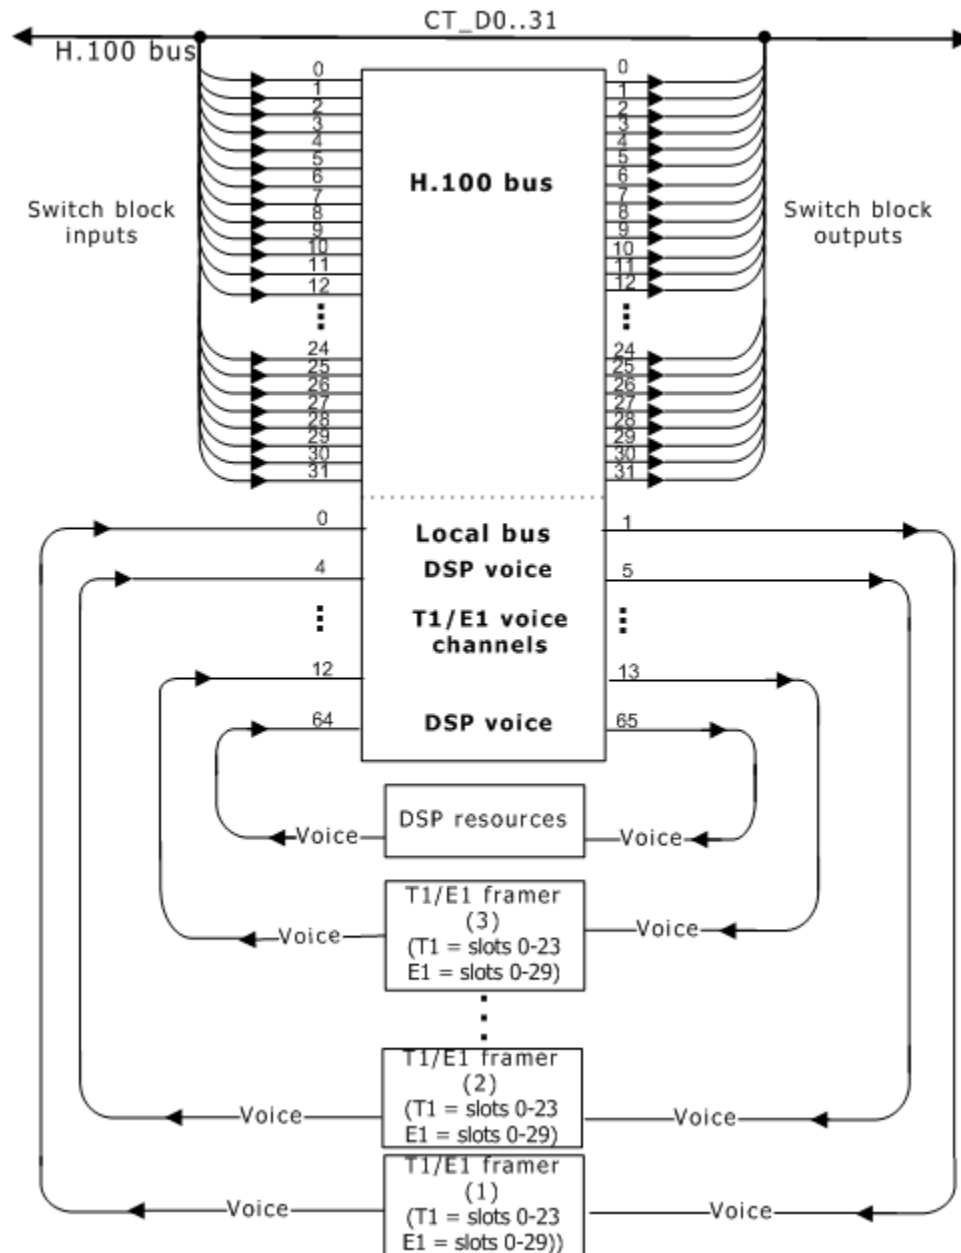 CT_D0..31
H.100 bus
0
1
2
3
4
5
6
7
8
9
10
11
12
24
25
26
27
28
29
30
31
Switch block
inputs
H.100 bus
0
1
2
3
4
5
6
7
8
9
10
11
12
24
25
26
27
28
29
30
31
Switch block
outputs
0
Local bus
1
4
DSP voice
5
T1/E1 voice
channels
12
13
64
DSP voice
65
Voice
DSP resources
Voice
Voice
T1/E1 framer
(3)
(T1 = slots 0-23
E1 = slots 0-29)
Voice
Voice
T1/E1 framer
(2)
(T1 = slots 0-23
E1 = slots 0-29)
Voice
Voice
T1/E1 framer
(1)
(T1 = slots 0-23
E1 = slots 0-29))
Voice